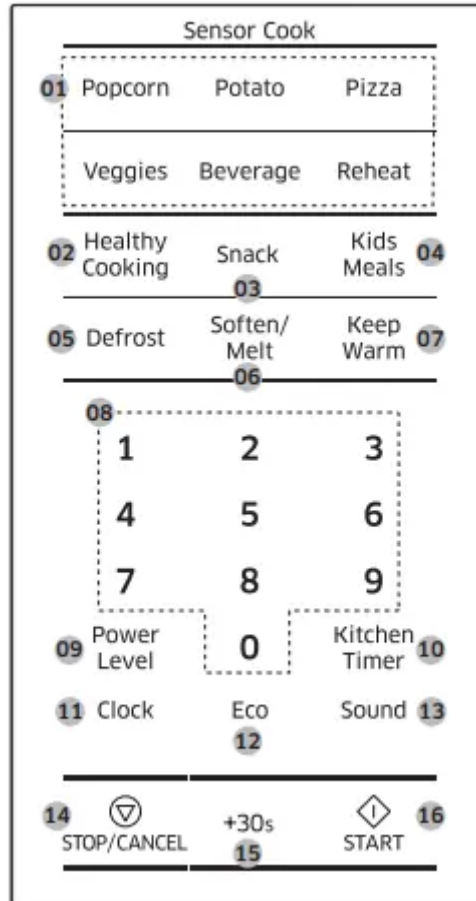 Sensor Cook
01 Popcorn Potato Pizza
Veggies Beverage Reheat
02 Healthy Cooking Snack Kids Meals 04
03
05 Defrost Soften/ Melt Keep Warm 07
06
08
1 2 3
4 5 6
7 8 9
09 Power Level 0 Kitchen Timer 10
11 Clock Eco Sound 13
12
14 STOP/CANCEL +30s START 16
15